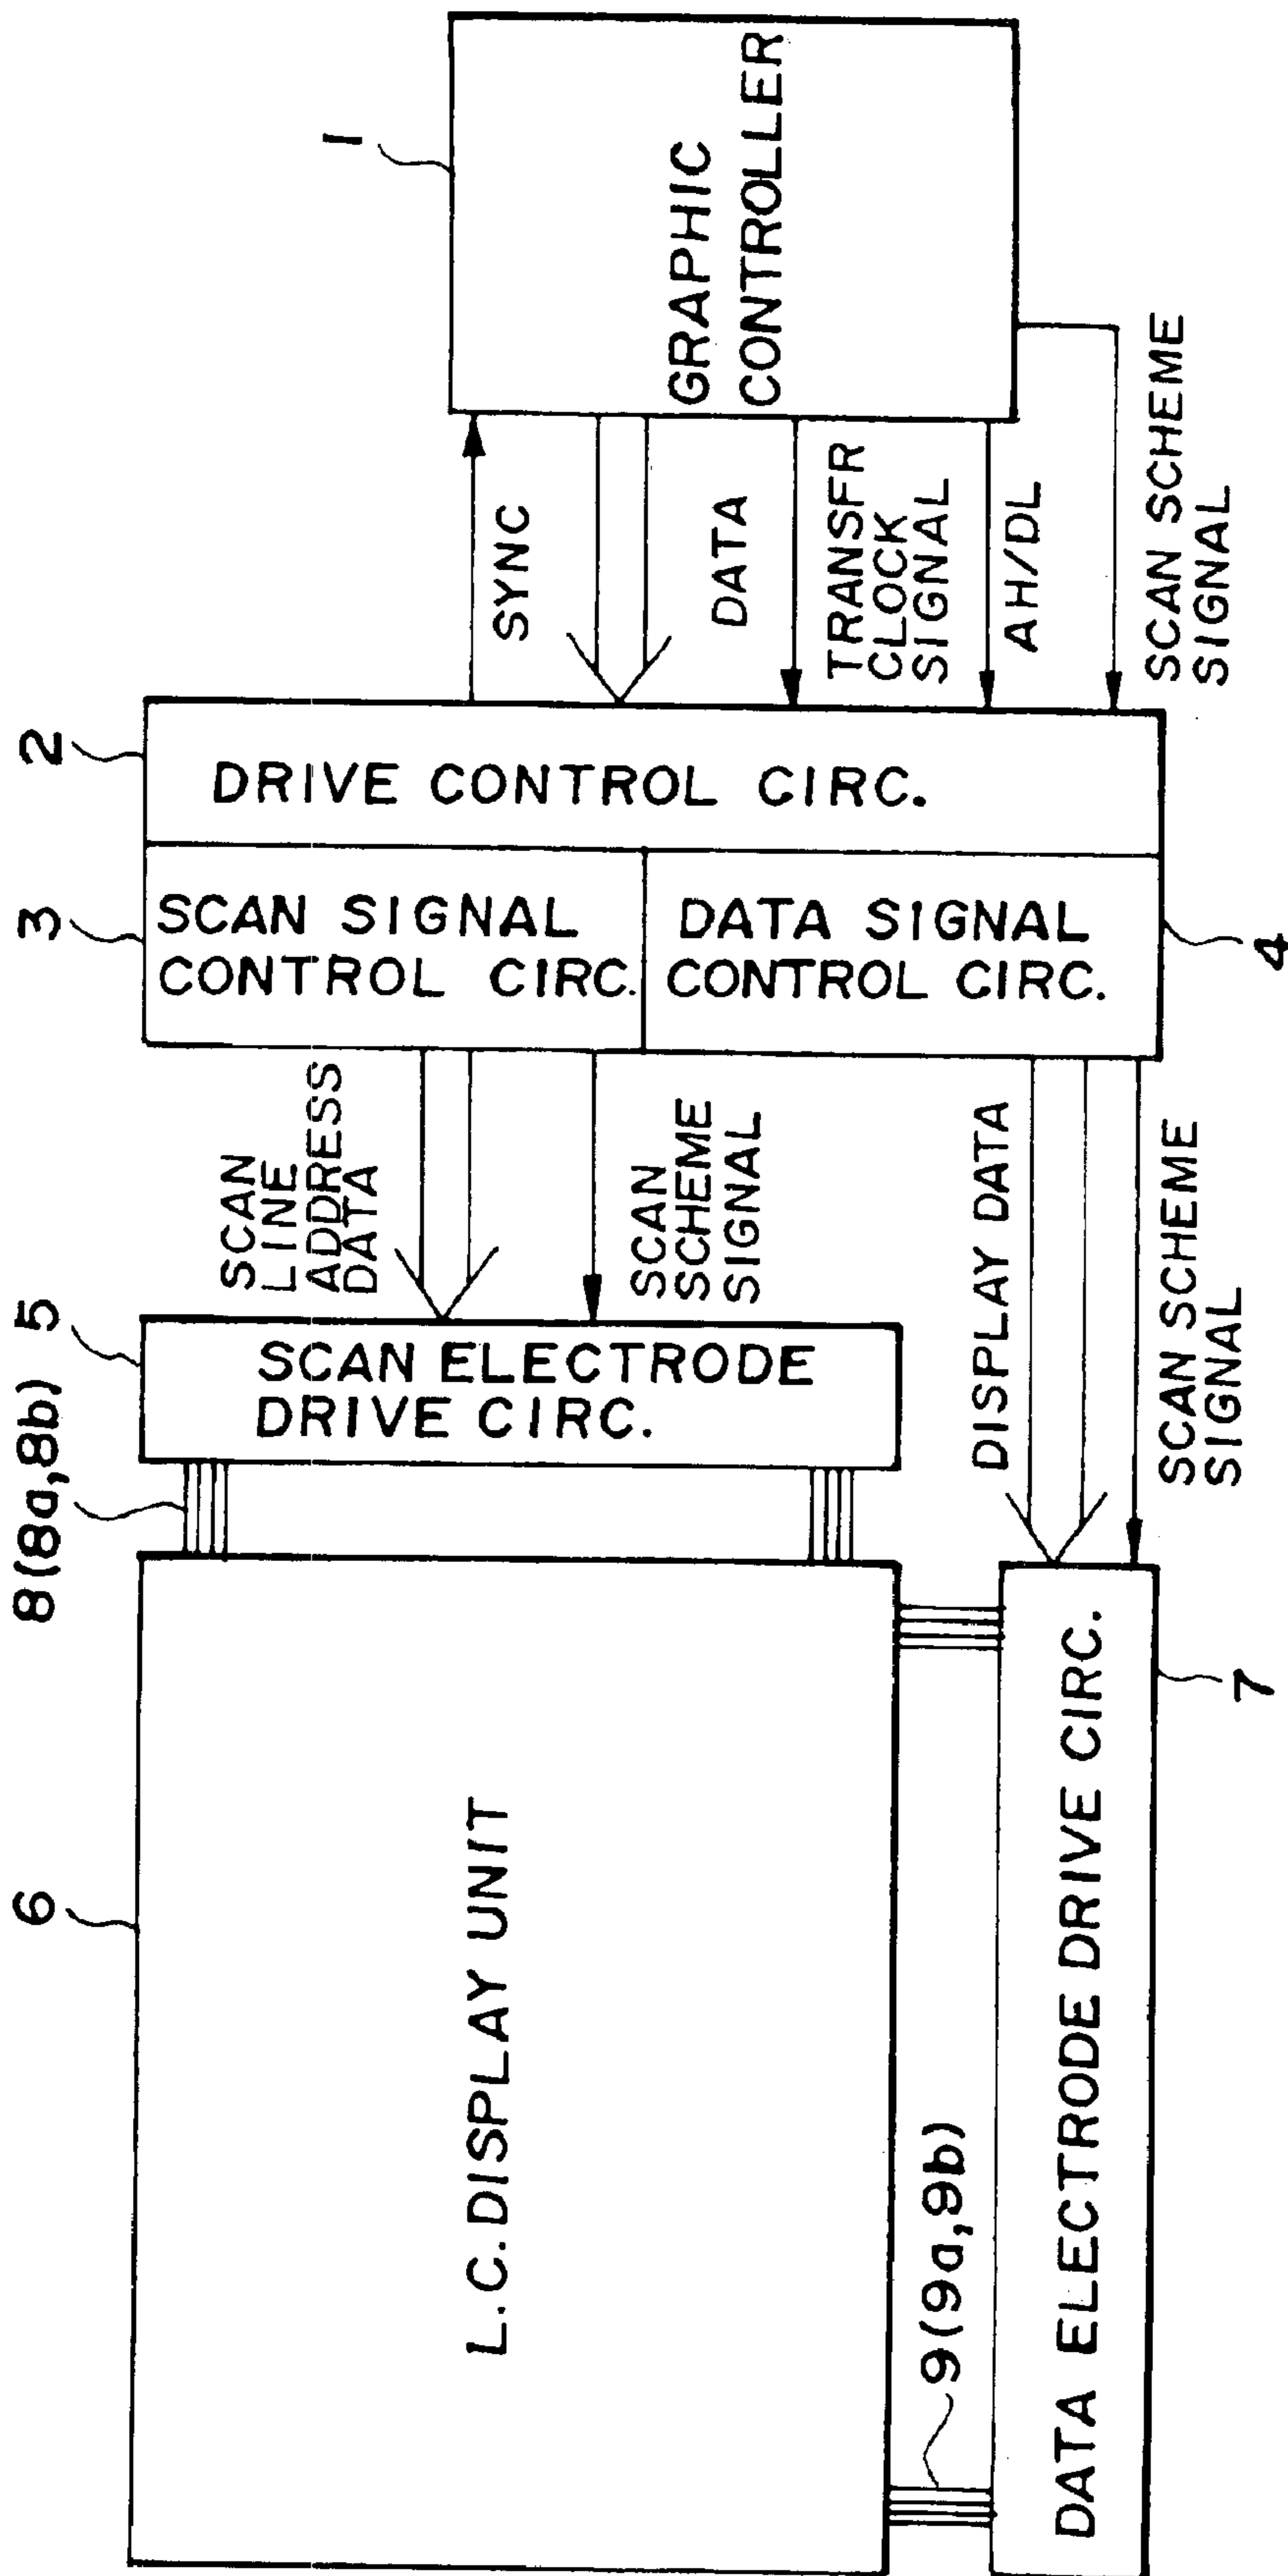 1
GRAPHIC
CONTROLLER
SYNC
DATA
TRANSFR
CLOCK
SIGNAL
AH/DL
SCAN SCHEME
SIGNAL
2
DRIVE CONTROL CIRC.
3
SCAN SIGNAL
CONTROL CIRC.
DATA SIGNAL
CONTROL CIRC.
4
SCAN
LINE
ADDRESS
DATA
SCAN
SCHEME
SIGNAL
DISPLAY DATA
SCAN SCHEME
SIGNAL
5
SCAN ELECTRODE
DRIVE CIRC.
8(8a,8b)
6
L.C. DISPLAY UNIT
9(9a,9b)
DATA ELECTRODE DRIVE CIRC.
7